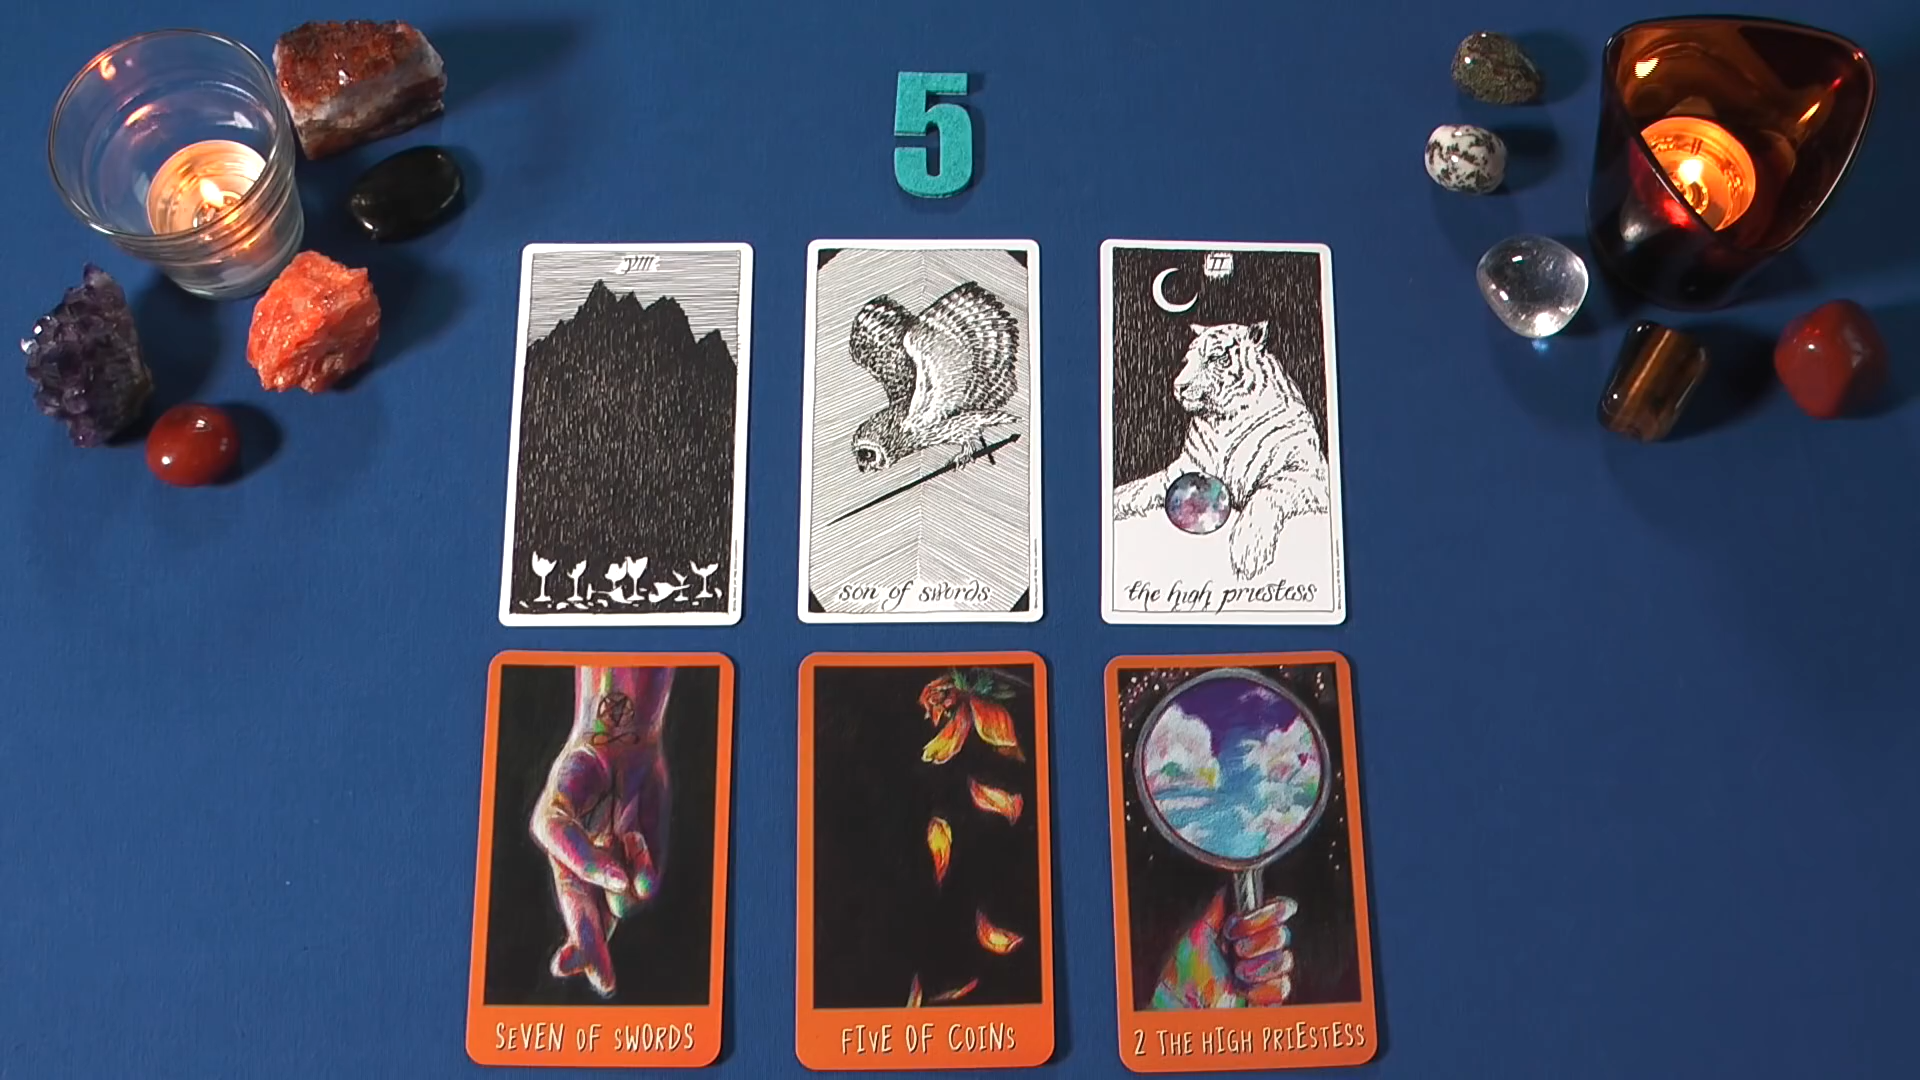 5
VIII
II
son of swords
the high priestess
SEVEN OF SWORDS
FIVE OF COINS
2 THE HIGH PRIESTESS